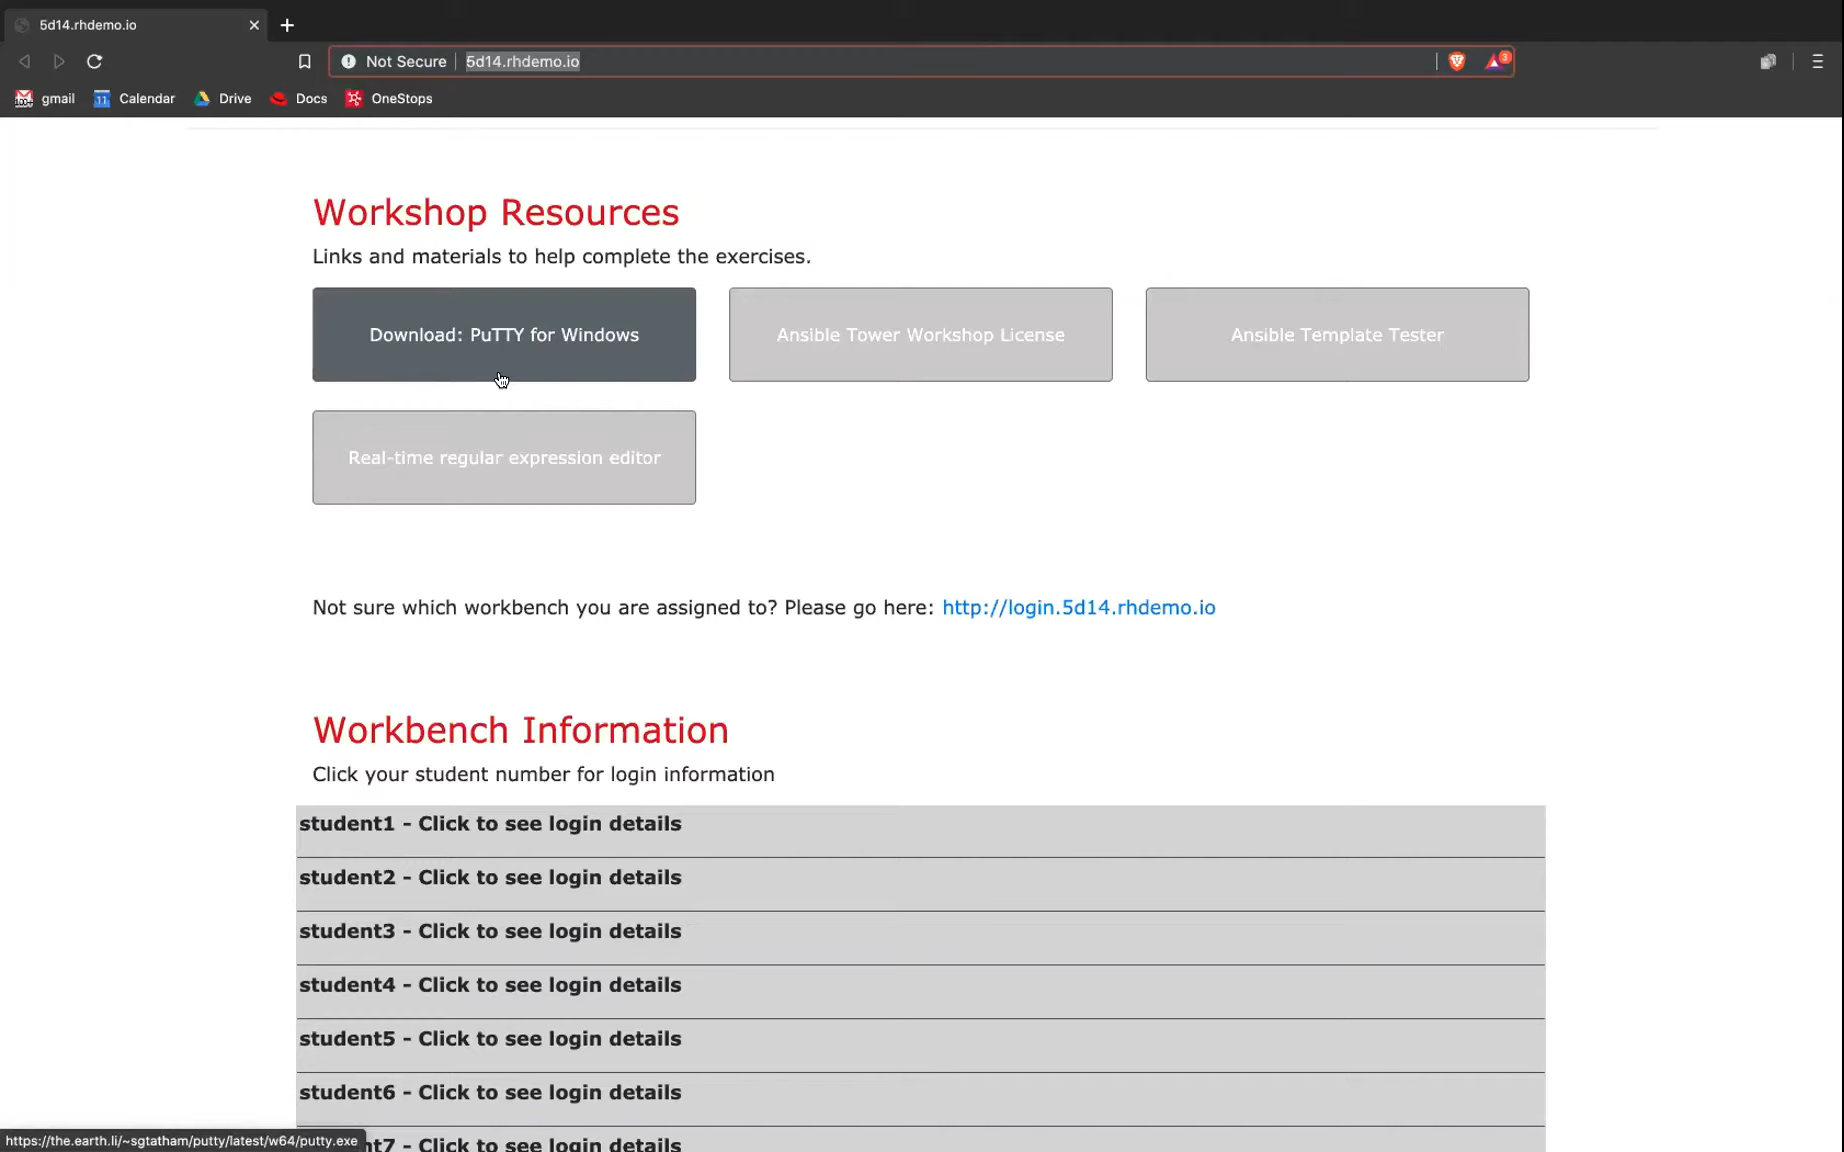 5d14.rhdemo.io
Not Secure 5d14.rhdemo.io 3
gmail Calendar Drive Docs OneStops
Workshop Resources
Links and materials to help complete the exercises.
Download: PuTTY for Windows
Ansible Tower Workshop License
Ansible Template Tester
Real-time regular expression editor
Not sure which workbench you are assigned to? Please go here: http://login.5d14.rhdemo.io
Workbench Information
Click your student number for login information
student1 - Click to see login details
student2 - Click to see login details
student3 - Click to see login details
student4 - Click to see login details
student5 - Click to see login details
student6 - Click to see login details
nt7 - Click to see login details
https://the.earth.li/~sgtatham/putty/latest/w64/putty.exe